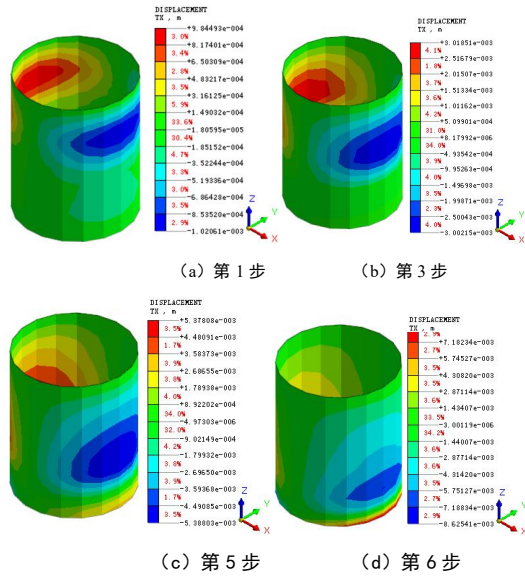 DISPLACEMENT
TX , m
+9.84493e-004
3.0%
+8.17401e-004
3.4%
+6.50309e-004
2.8%
+4.83217e-004
3.5%
+3.16125e-004
5.9%
+1.49032e-004
33.6%
-1.80595e-005
30.4%
-1.85152e-004
4.7%
-3.52244e-004
3.3%
-5.19336e-004
3.0%
-6.86428e-004
3.5%
-8.53520e-004
2.9%
-1.02061e-003
Z
Y
X
(a) 第 1 步
DISPLACEMENT
TX , m
+3.01851e-003
4.1%
+2.51679e-003
1.8%
+2.01507e-003
3.7%
+1.51334e-003
3.6%
+1.01162e-003
4.2%
+5.09901e-004
31.0%
+8.17992e-006
34.0%
-4.93542e-004
3.9%
-9.95263e-004
4.0%
-1.49698e-003
3.5%
-1.99871e-003
2.3%
-2.50043e-003
4.0%
-3.00215e-003
Z
Y
X
(b) 第 3 步
DISPLACEMENT
TX , m
+5.37808e-003
3.5%
+4.48091e-003
1.7%
+3.58373e-003
3.9%
+2.68655e-003
3.8%
+1.78938e-003
4.0%
+8.92202e-004
34.0%
-4.97303e-006
32.0%
-9.02149e-004
4.2%
-1.79932e-003
3.8%
-2.69650e-003
3.9%
-3.59368e-003
1.7%
-4.49085e-003
3.5%
-5.38803e-003
Z
Y
X
(c) 第 5 步
DISPLACEMENT
TX , m
2.9%
+7.18234e-003
2.7%
+5.74527e-003
3.5%
+4.30820e-003
3.5%
+2.87114e-003
3.6%
+1.43407e-003
33.5%
-3.00119e-006
34.2%
-1.44007e-003
3.6%
-2.87714e-003
3.6%
-4.31420e-003
3.5%
-5.75127e-003
2.7%
-7.18834e-003
2.9%
-8.62541e-003
Z
Y
X
(d) 第 6 步